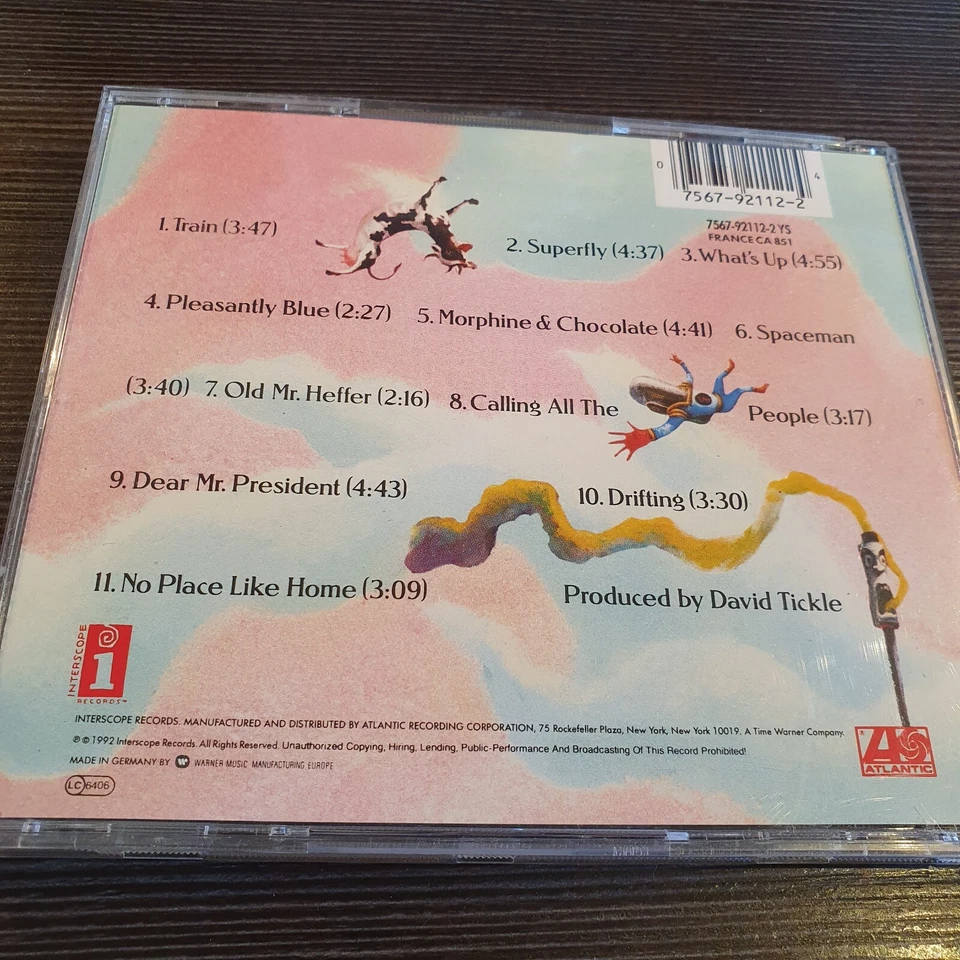 0 4
7567-92112-2
7567-92112-2 YS
FRANCE CA 851
1. Train (3:47)
2. Superfly (4:37) 3. What's Up (4:55)
4. Pleasantly Blue (2:27) 5. Morphine & Chocolate (4:41) 6. Spaceman
(3:40) 7. Old Mr. Heffer (2:16) 8. Calling All The People (3:17)
9. Dear Mr. President (4:43) 10. Drifting (3:30)
11. No Place Like Home (3:09) Produced by David Tickle
INTERSCOPE
i
RECORDS™
INTERSCOPE RECORDS. MANUFACTURED AND DISTRIBUTED BY ATLANTIC RECORDING CORPORATION, 75 Rockefeller Plaza, New York, New York 10019. A Time Warner Company.
℗ © 1992 Interscope Records. All Rights Reserved. Unauthorized Copying, Hiring, Lending, Public-Performance And Broadcasting Of This Record Prohibited!
MADE IN GERMANY BY WARNER MUSIC MANUFACTURING EUROPE
LC 6406
A
ATLANTIC